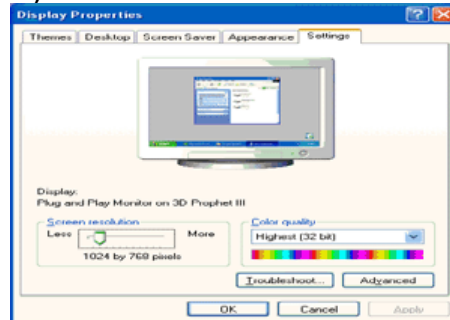 Display Properties
Themes Desktop Screen Saver Appearance Settings
Display:
Plug and Play Monitor on 3D Prophet III
Screen resolution
Less More
1024 by 768 pixels
Color quality
Highest (32 bit)
Troubleshoot... Advanced
OK Cancel Apply